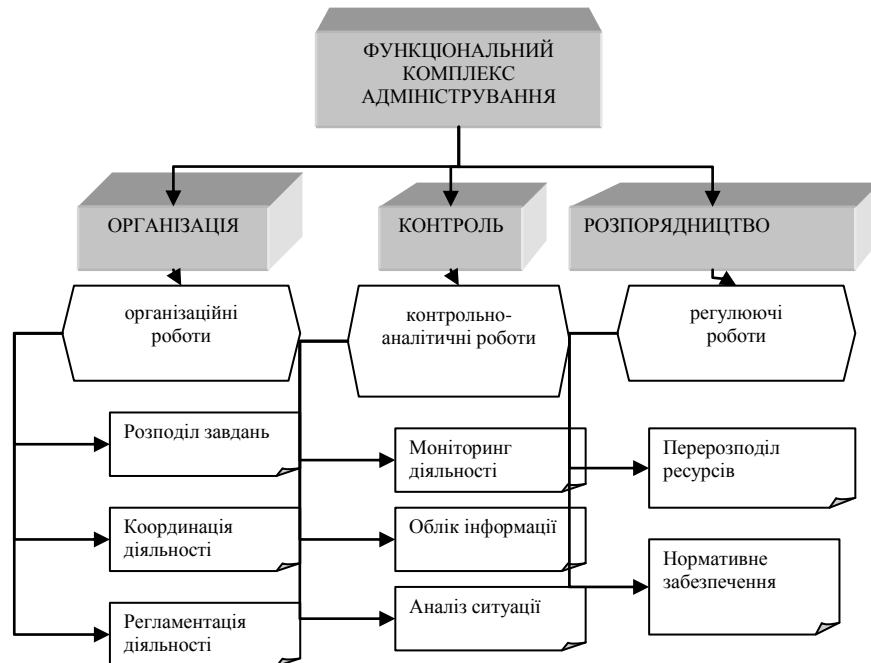 ФУНКЦІОНАЛЬНИЙ
КОМПЛЕКС
АДМІНІСТРУВАННЯ
ОРГАНІЗАЦІЯ
КОНТРОЛЬ
РОЗПОРЯДНИЦТВО
організаційні
роботи
контрольно-
аналітичні роботи
регулюючі
роботи
Розподіл завдань
Координація
діяльності
Регламентація
діяльності
Моніторинг
діяльності
Облік інформації
Аналіз ситуації
Перерозподіл
ресурсів
Нормативне
забезпечення